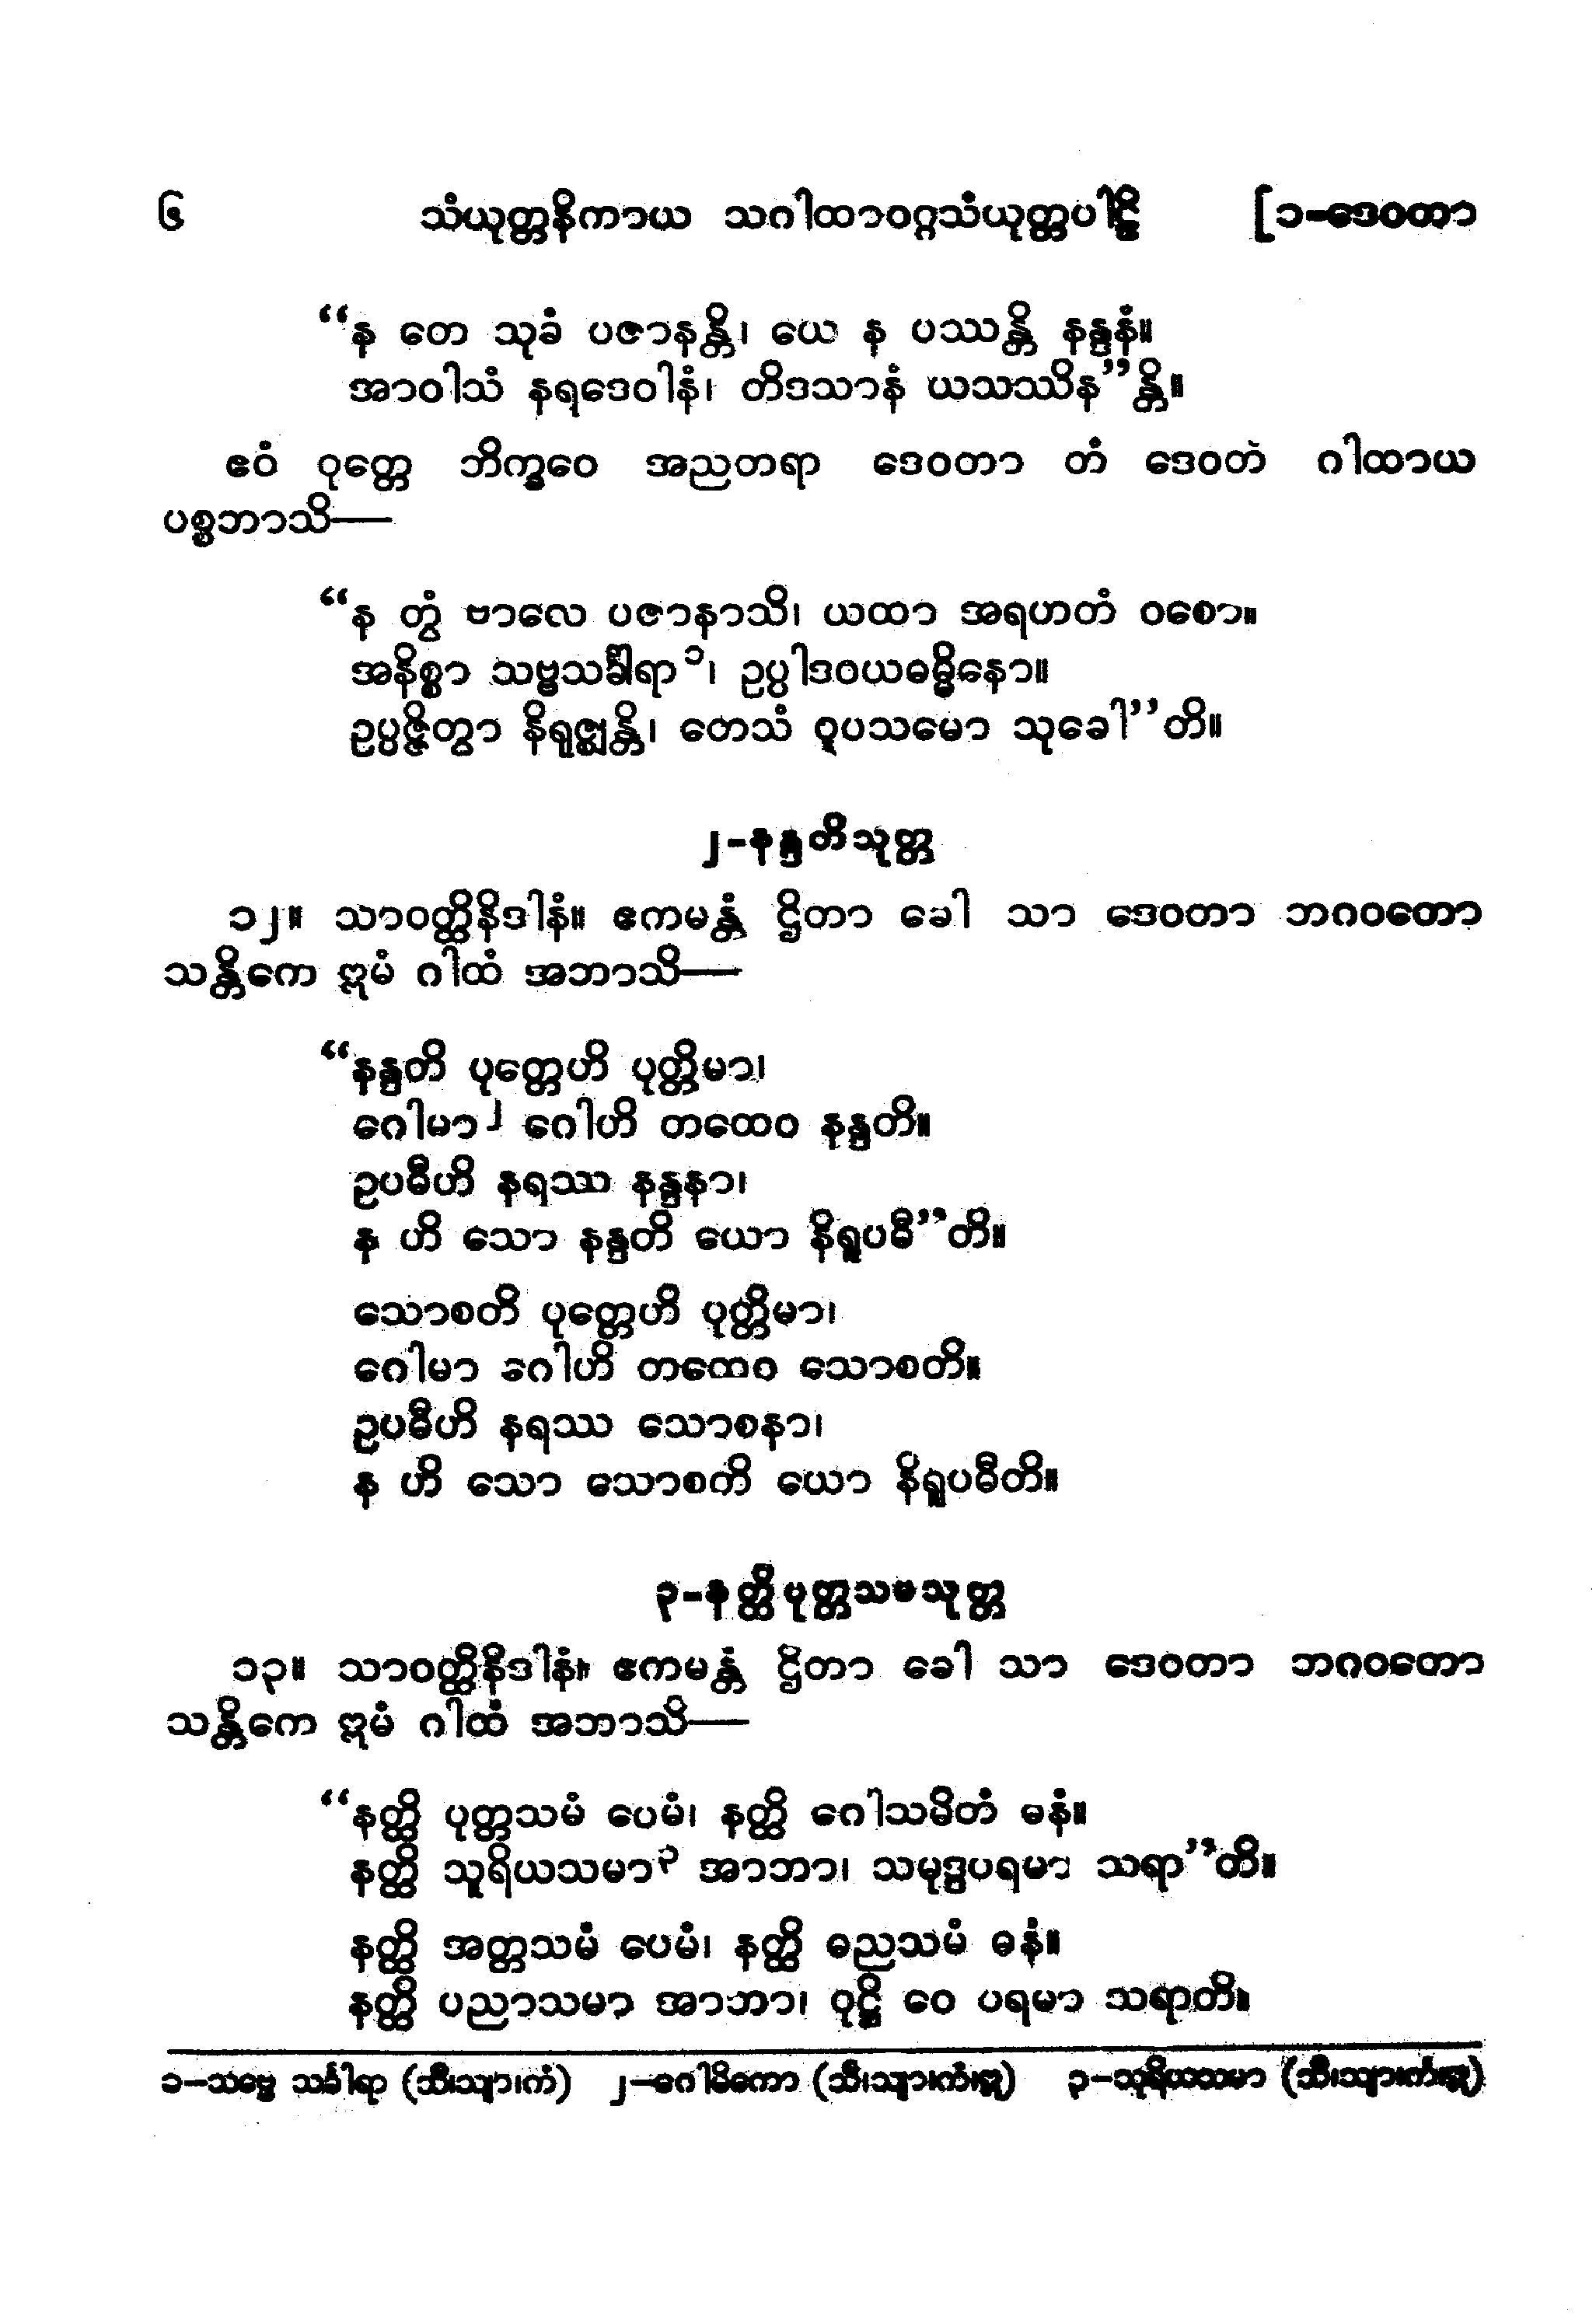 ၆ သံယုတ္တနိကာယ သဂါထာဝဂ္ဂသံယုတ္တပါဠိ [၁-ဒေဝတာ
“န တေ သုခံ ပဇာနန္တိ၊ ယေ န ပဿန္တိ နန္ဒနံ။
အာဝါသံ နရဒေဝါနံ၊ တိဒသာနံ ယသဿိန”န္တိ။
ဧဝံ ဝုတ္တေ ဘိက္ခဝေ အညတရာ ဒေဝတာ တံ ဒေဝတံ ဂါထာယ
ပစ္စဘာသိ—
“န တွံ ဗာလေ ပဇာနာသိ၊ ယထာ အရဟတံ ဝစော။
အနိစ္စာ သဗ္ဗသင်္ခါရာ၁၊ ဥပ္ပါဒဝယဓမ္မိနော။
ဥပ္ပဇ္ဇိတွာ နိရုဇ္ဈန္တိ၊ တေသံ ဝူပသမော သုခေါ”တိ။
၂-နန္ဒတိသုတ္တ
၁၂။ သာဝတ္ထိနိဒါနံ။ ဧကမန္တံ ဌိတာ ခေါ သာ ဒေဝတာ ဘဂဝတော
သန္တိကေ ဣမံ ဂါထံ အဘာသိ—
“နန္ဒတိ ပုတ္တေဟိ ပုတ္တိမာ၊
ဂေါမာ၂ ဂေါဟိ တထေဝ နန္ဒတိ။
ဥပဓီဟိ နရဿ နန္ဒနာ၊
န ဟိ သော နန္ဒတိ ယော နိရူပဓီ”တိ။
သောစတိ ပုတ္တေဟိ ပုတ္တိမာ၊
ဂေါမာ ဂေါဟိ တထေဝ သောစတိ။
ဥပဓီဟိ နရဿ သောစနာ၊
န ဟိ သော သောစတိ ယော နိရူပဓီတိ။
၃-နတ္ထိပုတ္တသမသုတ္တ
၁၃။ သာဝတ္ထိနိဒါနံ။ ဧကမန္တံ ဌိတာ ခေါ သာ ဒေဝတာ ဘဂဝတော
သန္တိကေ ဣမံ ဂါထံ အဘာသိ—
“နတ္ထိ ပုတ္တသမံ ပေမံ၊ နတ္ထိ ဂေါသမိတံ ဓနံ။
နတ္ထိ သူရိယသမာ၃ အာဘာ၊ သမုဒ္ဒပရမာ သရာ”တိ။
နတ္ထိ အတ္တသမံ ပေမံ၊ နတ္ထိ ဓညသမံ ဓနံ။
နတ္ထိ ပညာသမာ အာဘာ၊ ဝုဋ္ဌိ ဝေ ပရမာ သရာတိ။
၁-သဗ္ဗေ သင်္ခါရာ (သီ၊သျာ၊ကံ) ၂-ဂေါမိကော (သီ၊သျာ၊ကံ၊ဣ) ၃-သုရိယသမာ (သီ၊သျာ၊ကံ၊ဣ)